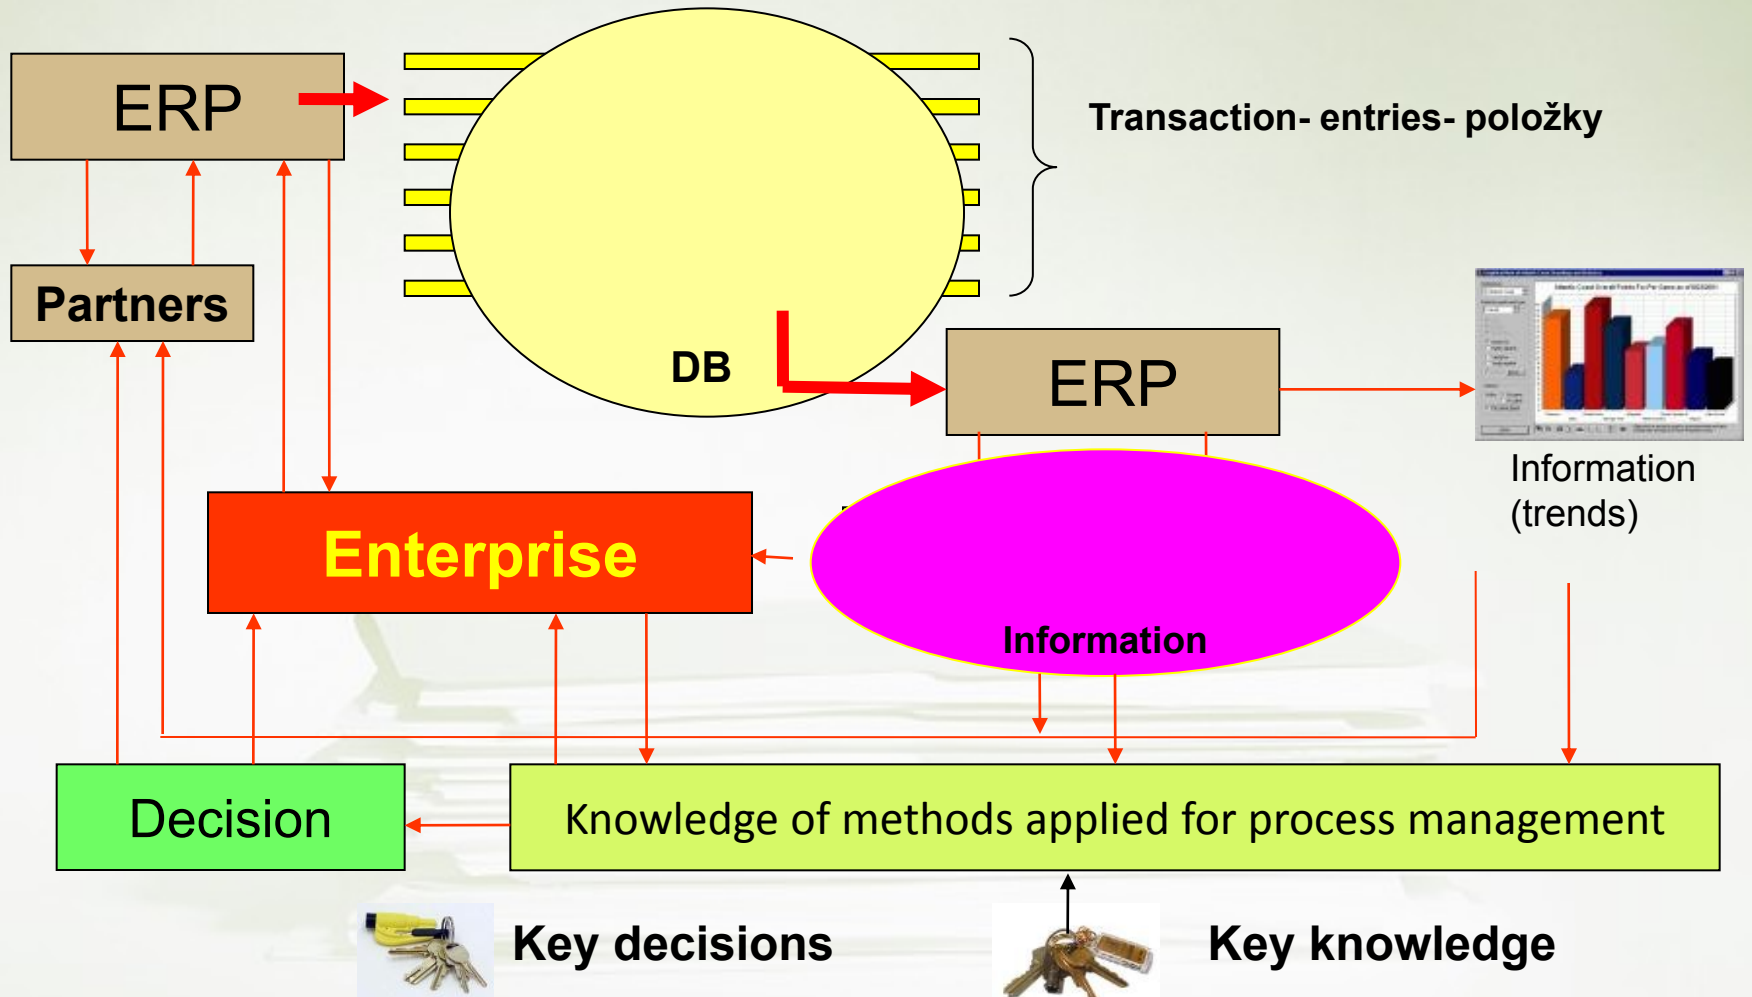 ERP
Transaction- entries- položky
Partners
DB
ERP
Information
(trends)
Enterprise
Information
Decision
Knowledge of methods applied for process management
Key decisions
Key knowledge